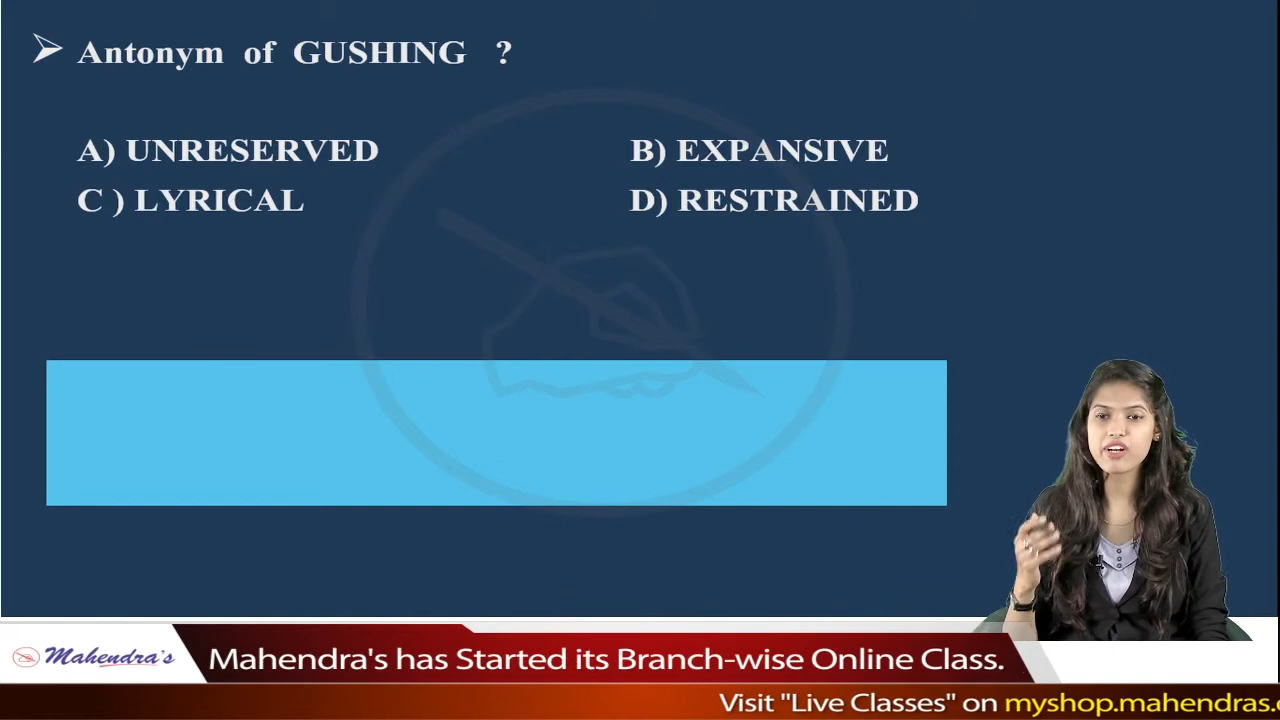 ➢ Antonym of GUSHING ?
A) UNRESERVED B) EXPANSIVE
C ) LYRICAL D) RESTRAINED
Mahendra's
Mahendra's has Started its Branch-wise Online Class.
Visit "Live Classes" on myshop.mahendras.